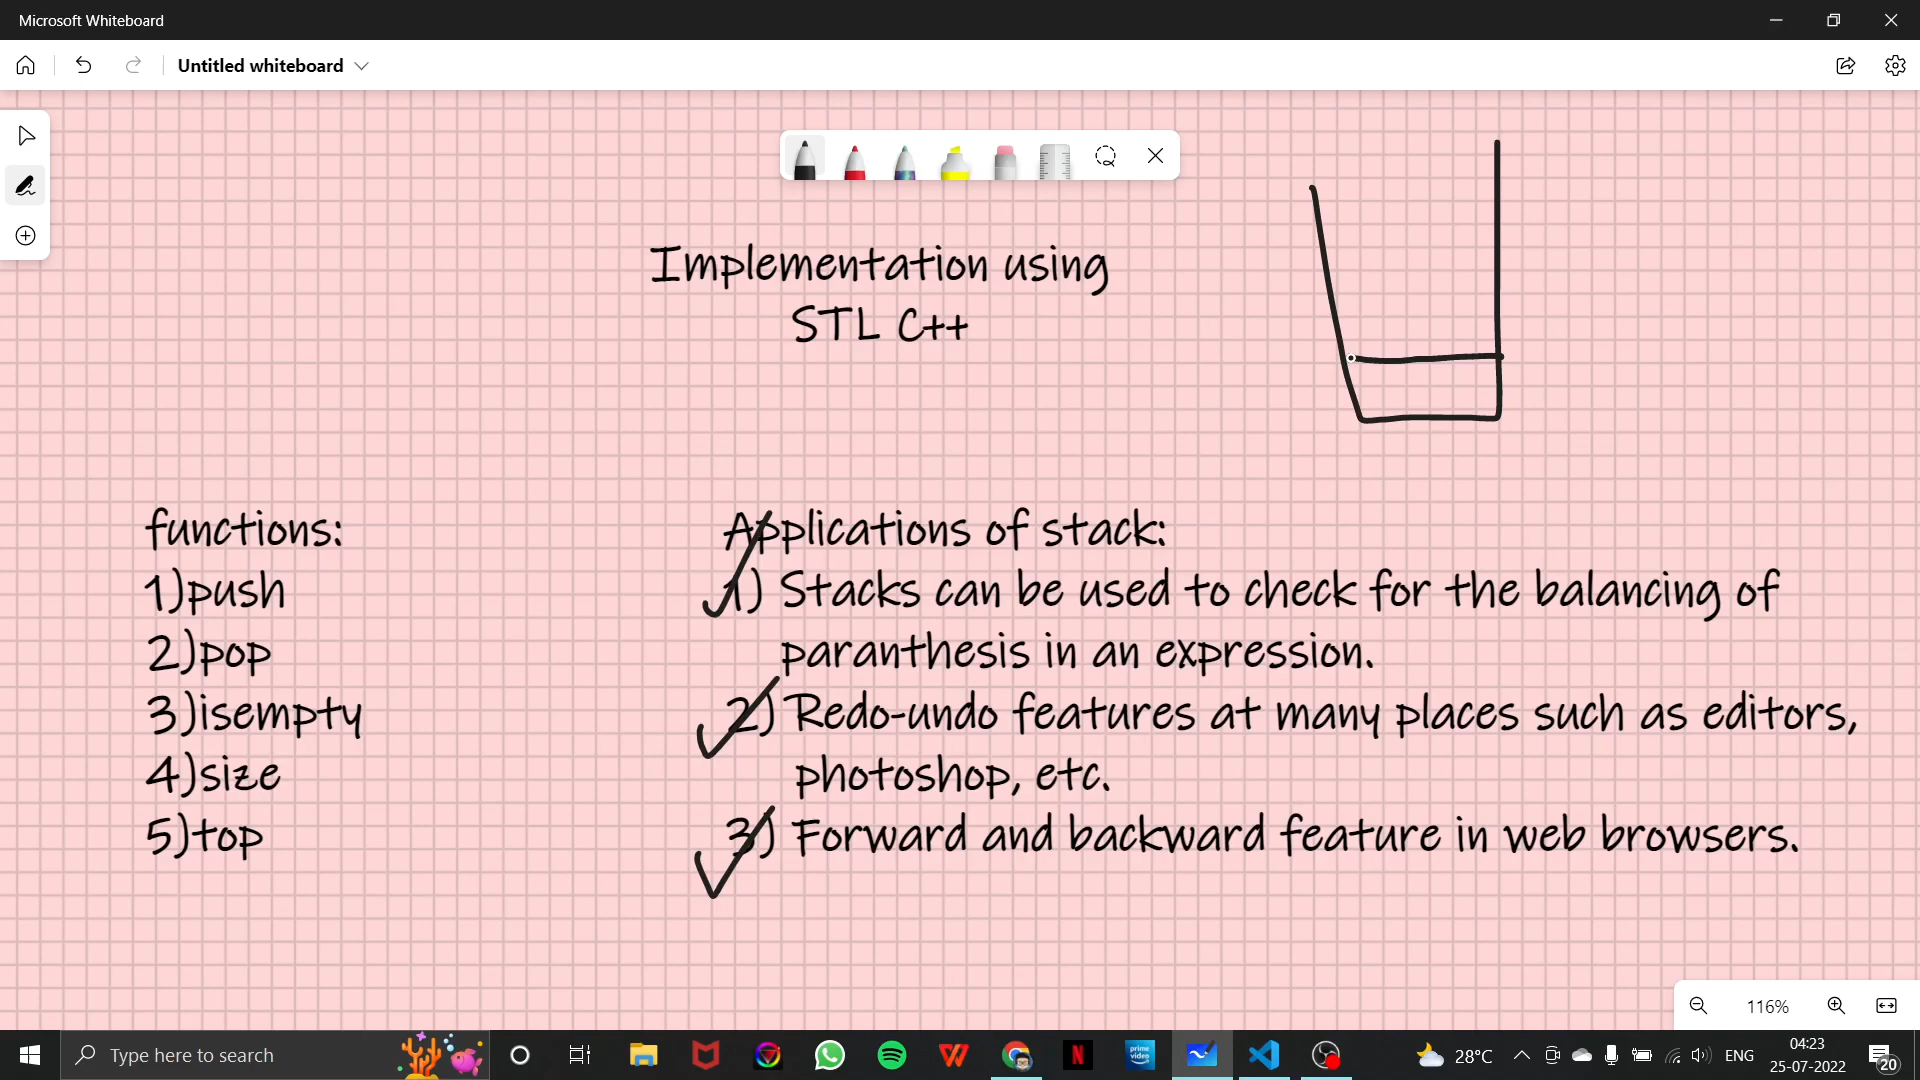 Microsoft Whiteboard
Untitled whiteboard
Implementation using
STL C++
functions:
1)push
2)pop
3)isempty
4)size
5)top
Applications of stack:
1) Stacks can be used to check for the balancing of
paranthesis in an expression.
2) Redo-undo features at many places such as editors,
photoshop, etc.
3) Forward and backward feature in web browsers.
116%
Type here to search
prime video
28°C
ENG
04:23
25-07-2022
20